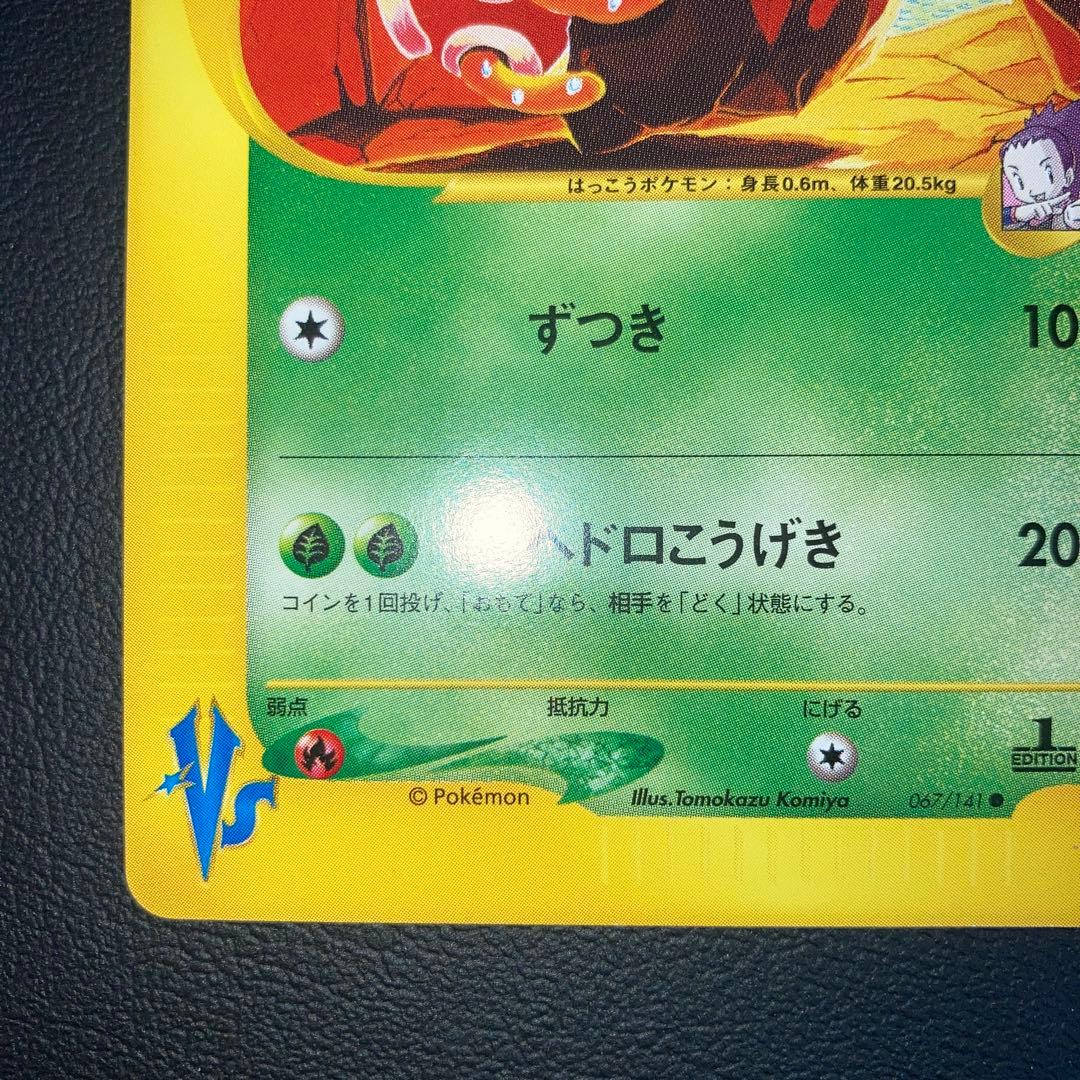 はっこうポケモン：身長0.6m、体重20.5kg
ずつき 10
ヘドロこうげき 20
コインを1回投げ、「おもて」なら、相手を「どく」状態にする。
弱点 抵抗力 にげる
1
EDITION
VS
© Pokémon Illus.Tomokazu Komiya 067/141●